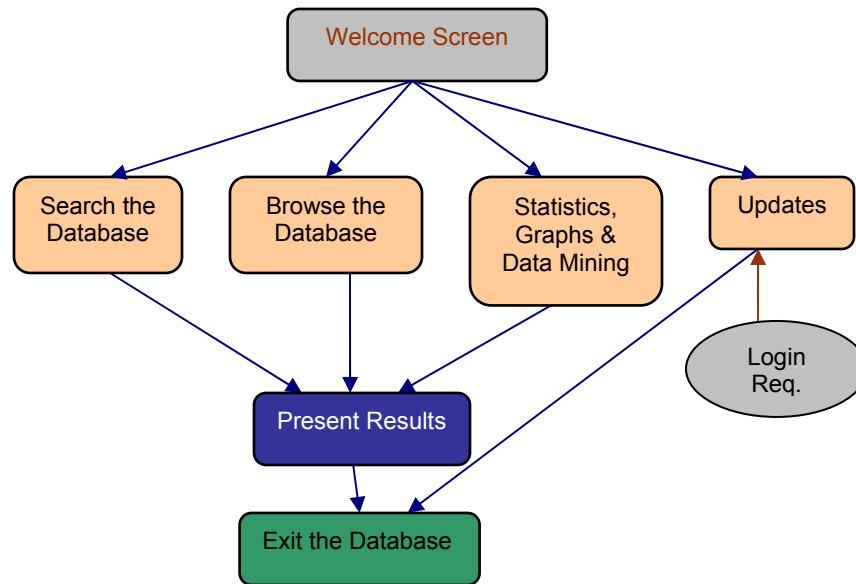 Welcome Screen
Search the
Database
Browse the
Database
Statistics,
Graphs &
Data Mining
Updates
Login
Req.
Present Results
Exit the Database